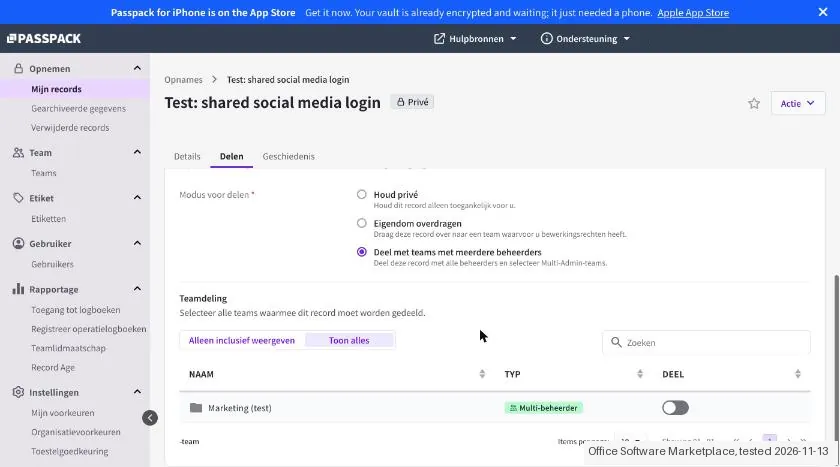 Passpack for iPhone is on the App Store Get it now. Your vault is already encrypted and waiting; it just needed a phone. Apple App Store
PASSPACK
Hulpbronnen
Ondersteuning
Opnemen
Mijn records
Gearchiveerde gegevens
Verwijderde records
Team
Teams
Etiket
Etiketten
Gebruiker
Gebruikers
Rapportage
Toegang tot logboeken
Registreer operatielogboeken
Teamlidmaatschap
Record Age
Instellingen
Mijn voorkeuren
Organisatievoorkeuren
Toestelgoedkeuring
Opnames > Test: shared social media login
Test: shared social media login
Privé
Actie
Details Delen Geschiedenis
Modus voor delen *
Houd privé
Houd dit record alleen toegankelijk voor u.
Eigendom overdragen
Draag deze record over naar een team waarvoor u bewerkingsrechten heeft.
Deel met teams met meerdere beheerders
Deel deze record met alle beheerders en selecteer Multi-Admin-teams.
Teamdeling
Selecteer alle teams waarmee dit record moet worden gedeeld.
Alleen inclusief weergeven Toon alles
Zoeken
NAAM TYP DEEL
Marketing (test) Multi-beheerder
-team
Office Software Marketplace, tested 2026-11-13